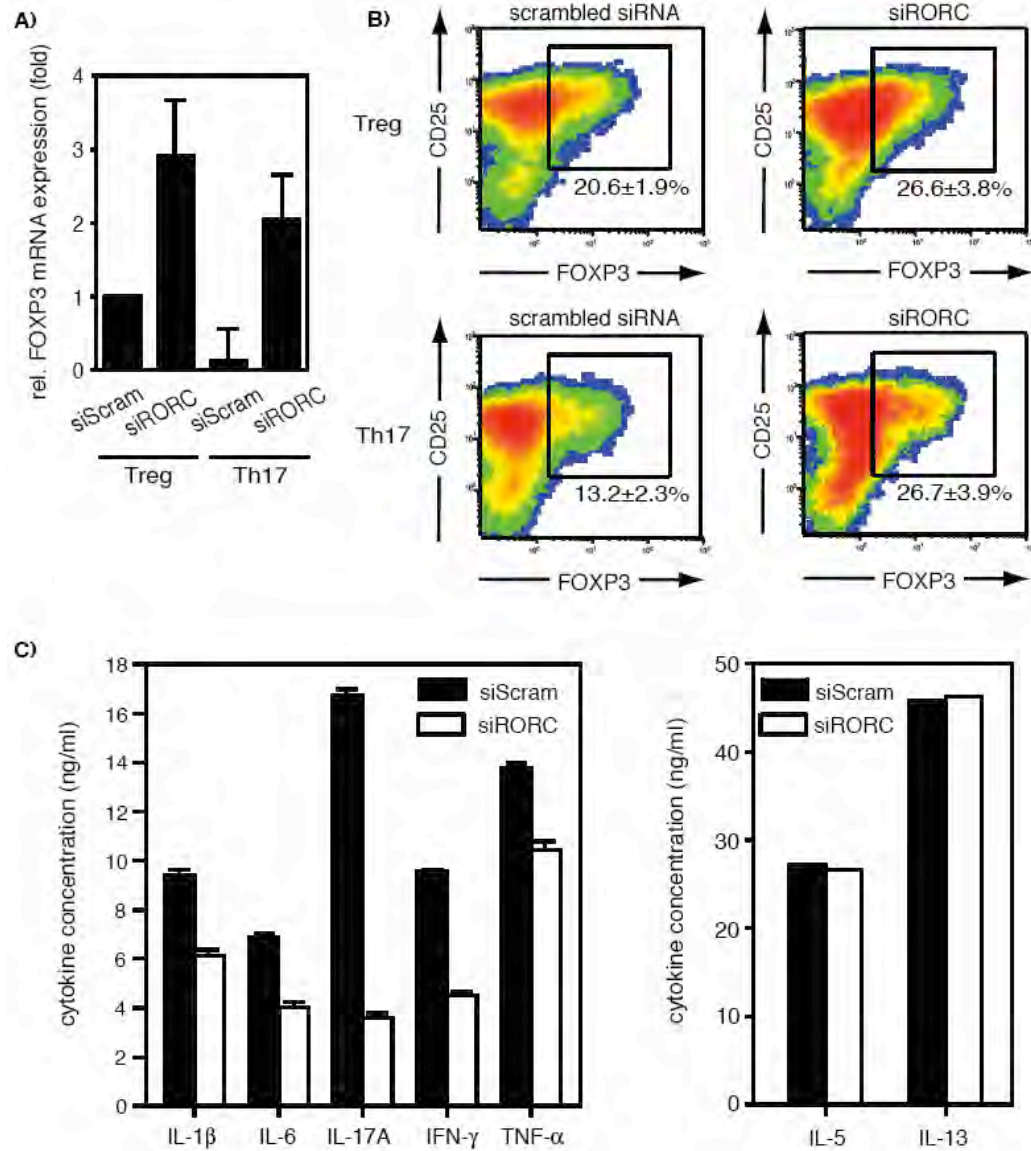 A)
rel. FOXP3 mRNA expression (fold)
4
3
2
1
0
siScram
siRORC
siScram
siRORC
Treg
Th17
B)
scrambled siRNA
siRORC
Treg
CD25
CD25
20.6±1.9%
26.6±3.8%
FOXP3
FOXP3
scrambled siRNA
siRORC
Th17
CD25
CD25
13.2±2.3%
26.7±3.9%
FOXP3
FOXP3
C)
cytokine concentration (ng/ml)
18
16
14
12
10
8
6
4
2
0
siScram
siRORC
IL-1β IL-6 IL-17A IFN-γ TNF-α
cytokine concentration (ng/ml)
50
40
30
20
10
0
siScram
siRORC
IL-5 IL-13